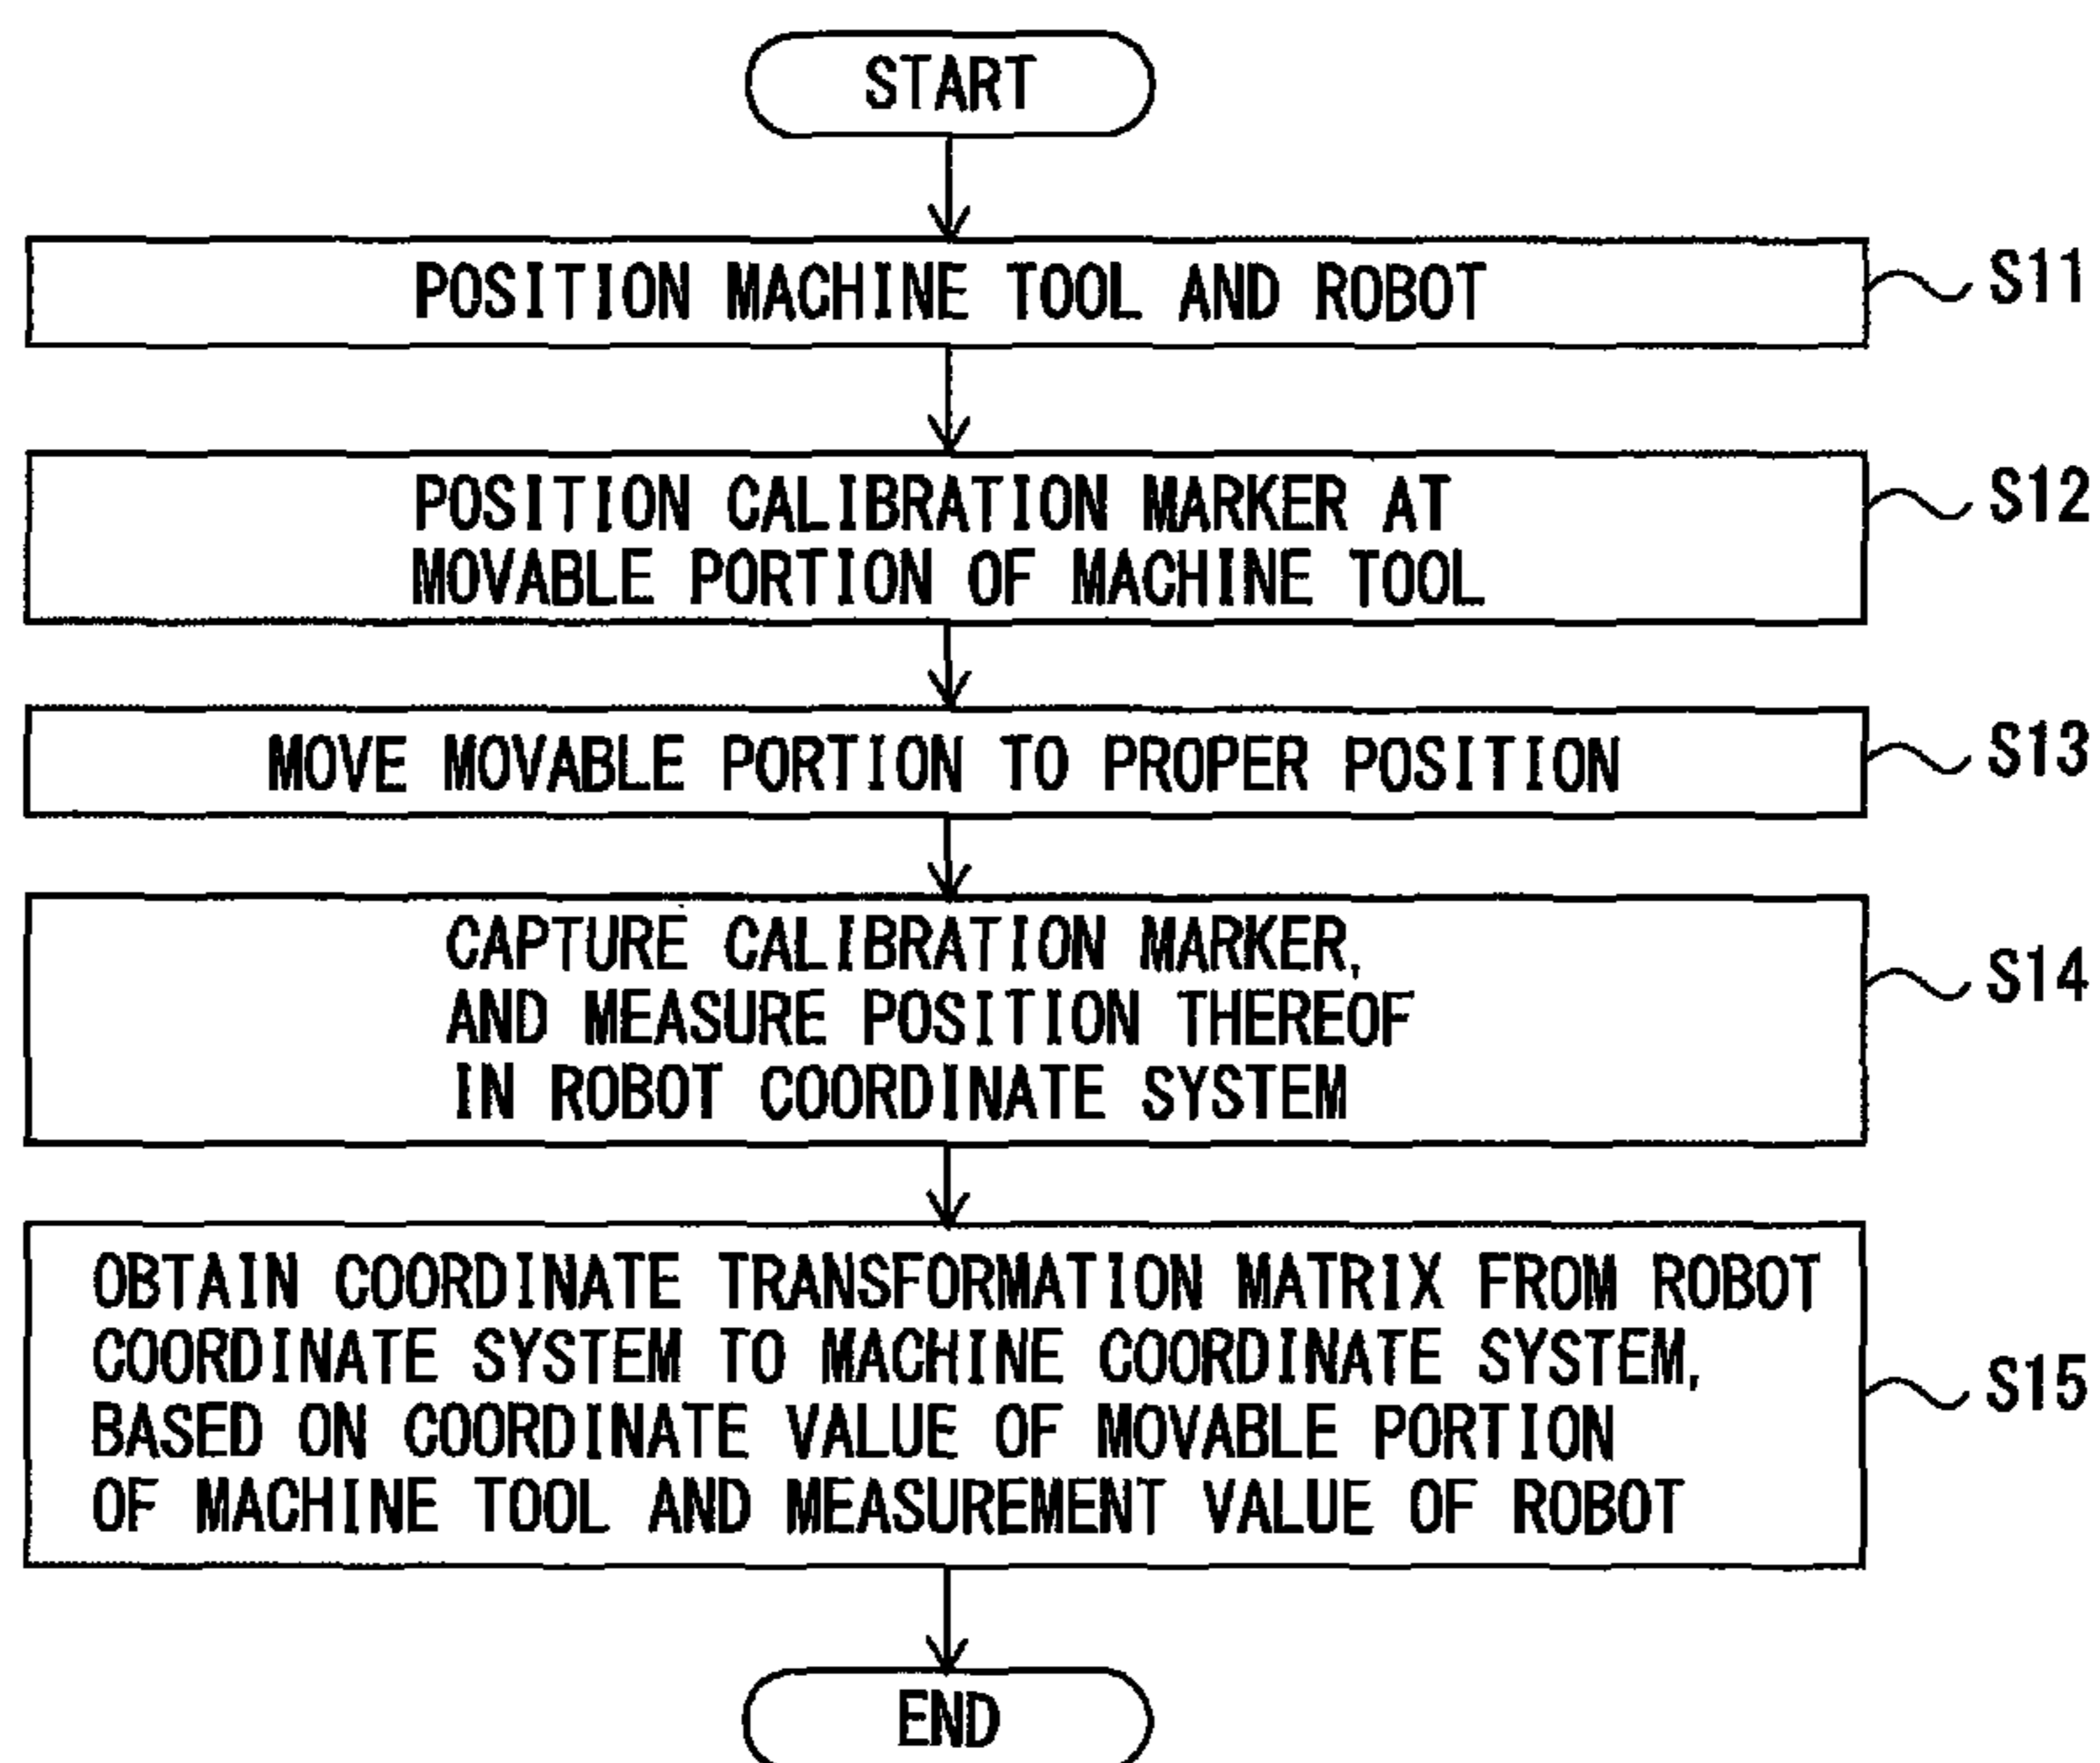 START
POSITION MACHINE TOOL AND ROBOT
S11
POSITION CALIBRATION MARKER AT
MOVABLE PORTION OF MACHINE TOOL
S12
MOVE MOVABLE PORTION TO PROPER POSITION
S13
CAPTURE CALIBRATION MARKER,
AND MEASURE POSITION THEREOF
IN ROBOT COORDINATE SYSTEM
S14
OBTAIN COORDINATE TRANSFORMATION MATRIX FROM ROBOT
COORDINATE SYSTEM TO MACHINE COORDINATE SYSTEM,
BASED ON COORDINATE VALUE OF MOVABLE PORTION
OF MACHINE TOOL AND MEASUREMENT VALUE OF ROBOT
S15
END